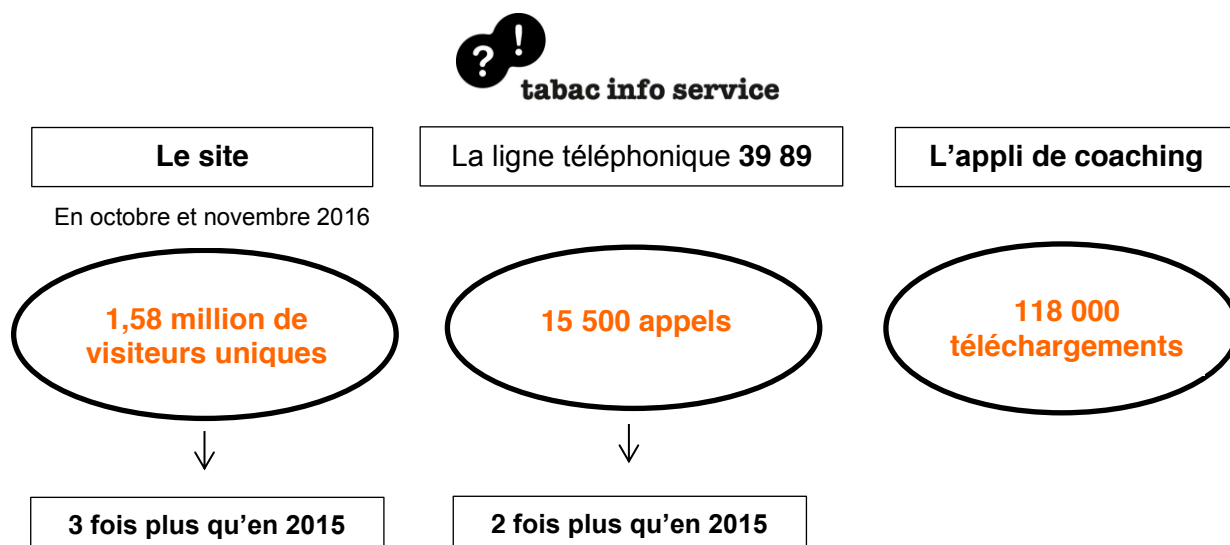 ? !
tabac info service
Le site
La ligne téléphonique 39 89
L'appli de coaching
En octobre et novembre 2016
1,58 million de
visiteurs uniques
15 500 appels
118 000
téléchargements
3 fois plus qu'en 2015
2 fois plus qu'en 2015